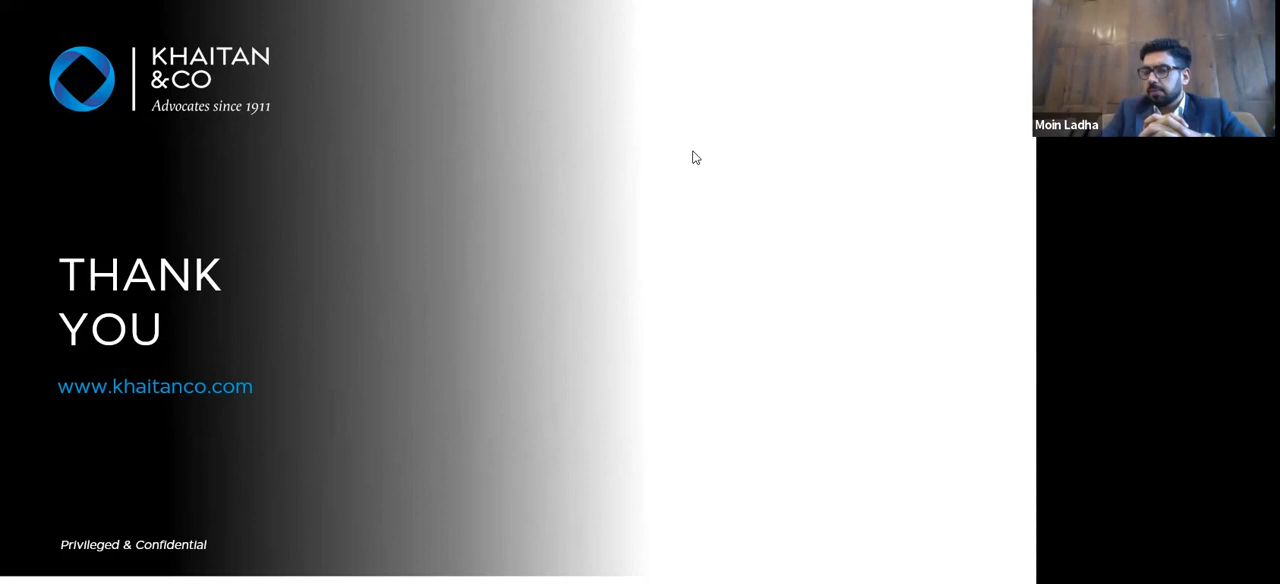 KHAITAN
&CO
Advocates since 1911
Moin Ladha
THANK
YOU
www.khaitanco.com
Privileged & Confidential